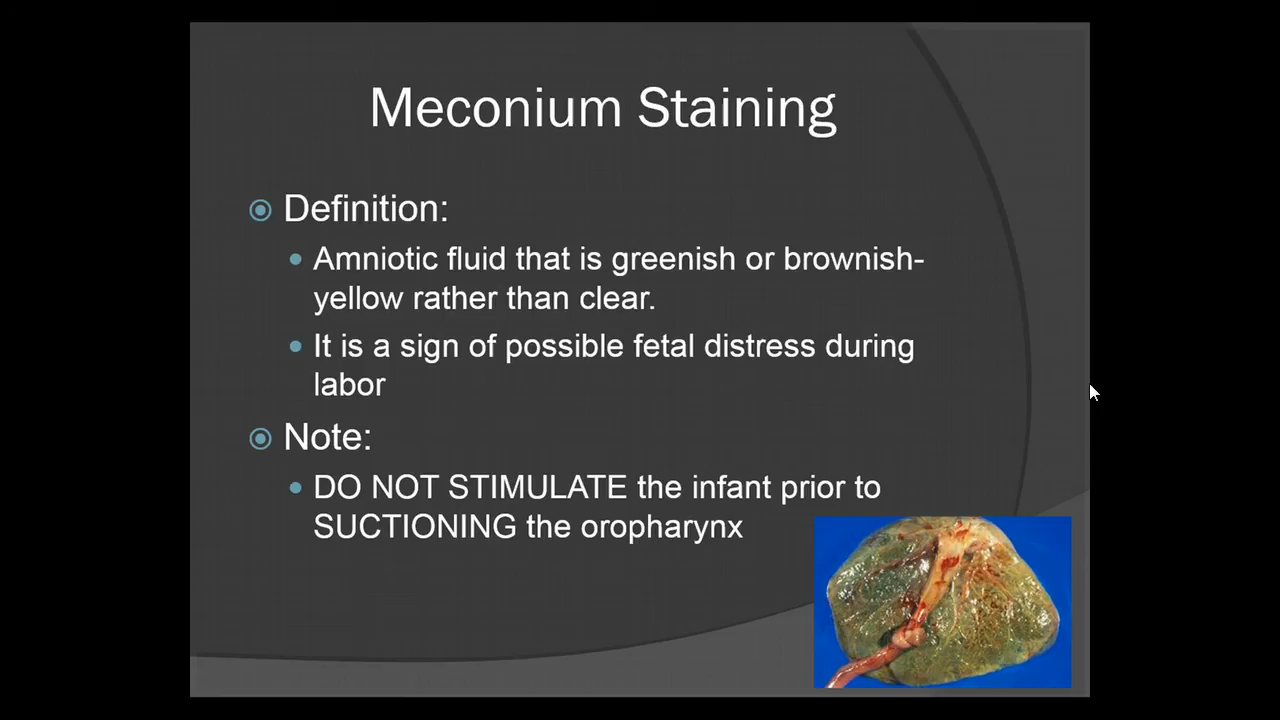 Meconium Staining
Definition:
Amniotic fluid that is greenish or brownish-
yellow rather than clear.
It is a sign of possible fetal distress during
labor
Note:
DO NOT STIMULATE the infant prior to
SUCTIONING the oropharynx